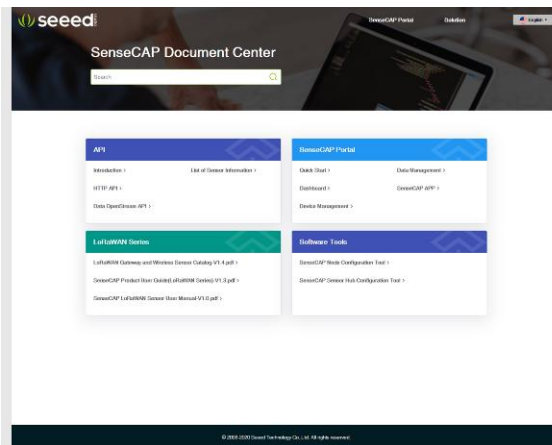 seeed
SenseCAP Portal
Solution
English
SenseCAP Document Center
Search
API
Introduction >
List of Sensor Information >
HTTP API >
Data OpenStream API >
SenseCAP Portal
Quick Start >
Data Management >
Dashboard >
SenseCAP APP >
Device Management >
LoRaWAN Series
LoRaWAN Gateway and Wireless Sensor Catalog-V1.4.pdf >
SenseCAP Product User Guide(LoRaWAN Series)-V1.3.pdf >
SenseCAP LoRaWAN Sensor User Manual-V1.0.pdf >
Software Tools
SenseCAP Node Configuration Tool >
SenseCAP Sensor Hub Configuration Tool >
© 2008-2020 Seeed Technology Co., Ltd. All rights reserved.